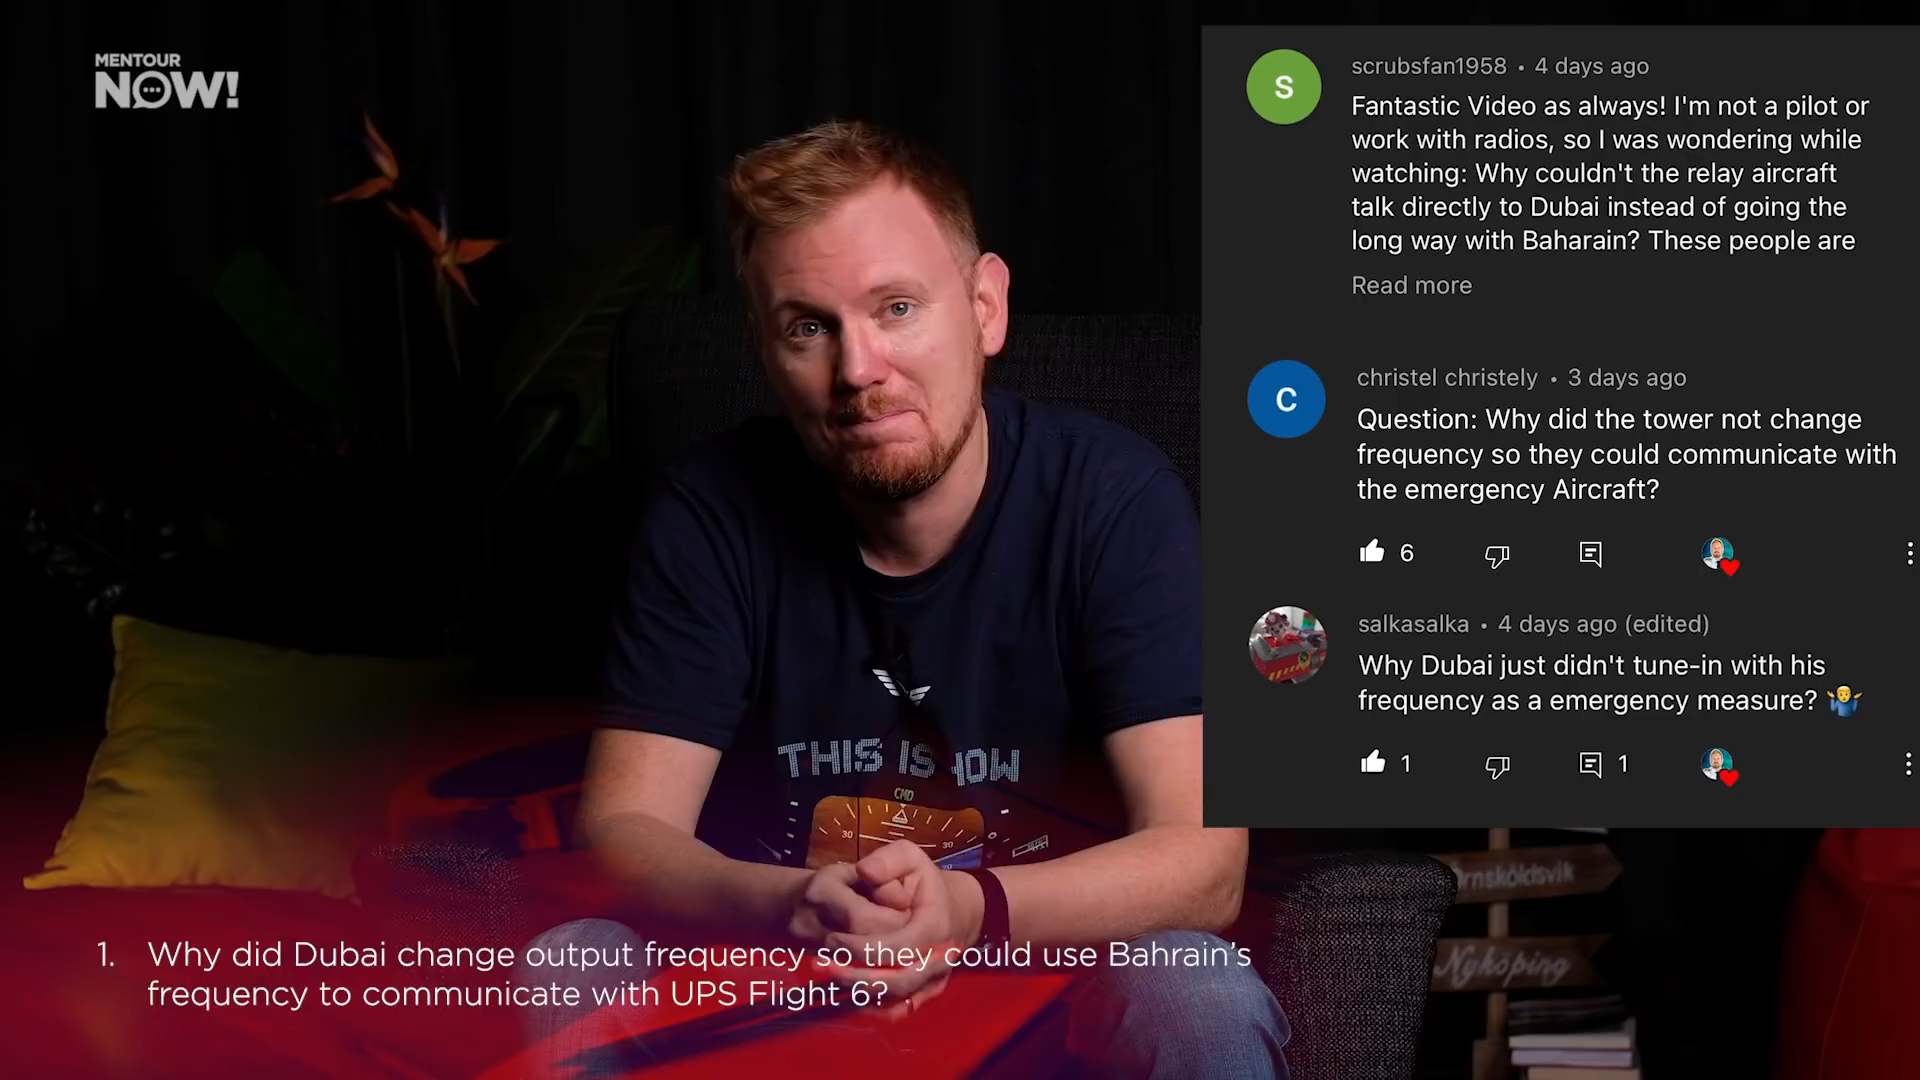 MENTOUR
NOW!
S
scrubsfan1958 • 4 days ago
Fantastic Video as always! I'm not a pilot or
work with radios, so I was wondering while
watching: Why couldn't the relay aircraft
talk directly to Dubai instead of going the
long way with Baharain? These people are
Read more
C
christel christely • 3 days ago
Question: Why did the tower not change
frequency so they could communicate with
the emergency Aircraft?
6
salkasalka • 4 days ago (edited)
Why Dubai just didn't tune-in with his
frequency as a emergency measure? 🤷‍♂️
1 1
THIS IS
CMD
30 30
Nyköping
1. Why did Dubai change output frequency so they could use Bahrain's
frequency to communicate with UPS Flight 6?